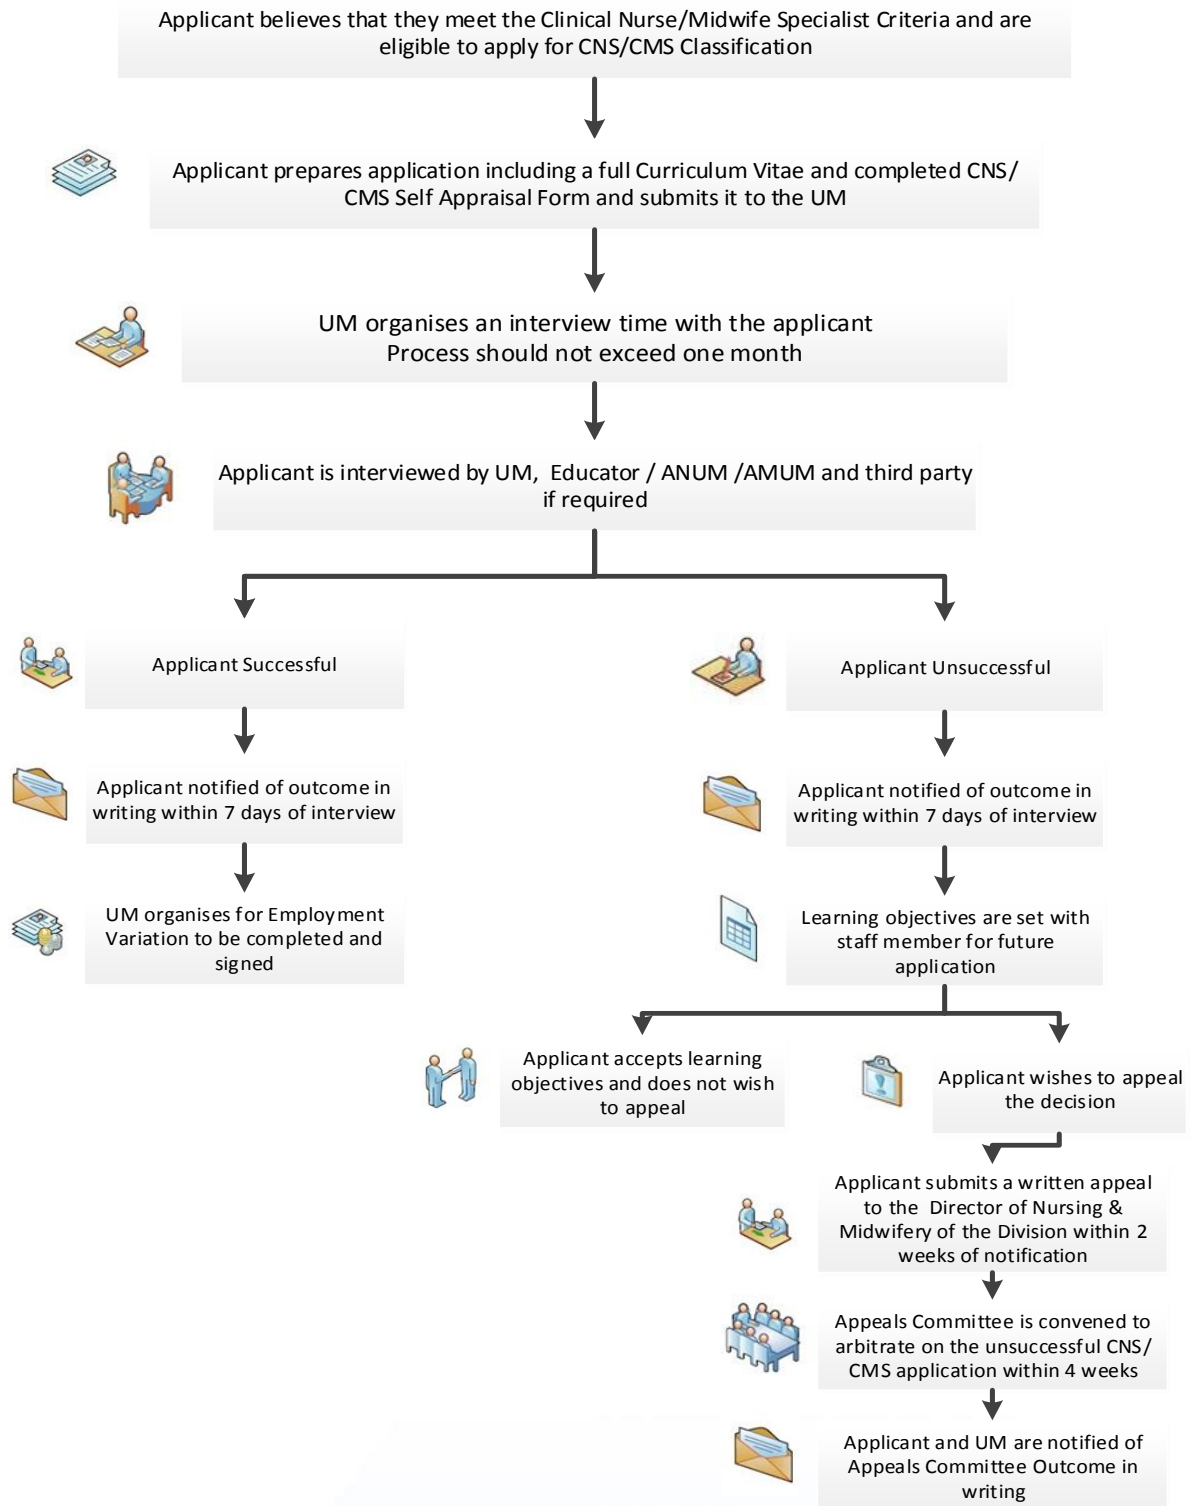 Applicant believes that they meet the Clinical Nurse/Midwife Specialist Criteria and are
eligible to apply for CNS/CMS Classification
Applicant prepares application including a full Curriculum Vitae and completed CNS/
CMS Self Appraisal Form and submits it to the UM
UM organises an interview time with the applicant
Process should not exceed one month
Applicant is interviewed by UM, Educator / ANUM /AMUM and third party
if required
Applicant Successful
Applicant notified of outcome in
writing within 7 days of interview
UM organises for Employment
Variation to be completed and
signed
Applicant Unsuccessful
Applicant notified of outcome in
writing within 7 days of interview
Learning objectives are set with
staff member for future
application
Applicant accepts learning
objectives and does not wish
to appeal
Applicant wishes to appeal
the decision
Applicant submits a written appeal
to the Director of Nursing &
Midwifery of the Division within 2
weeks of notification
Appeals Committee is convened to
arbitrate on the unsuccessful CNS/
CMS application within 4 weeks
Applicant and UM are notified of
Appeals Committee Outcome in
writing